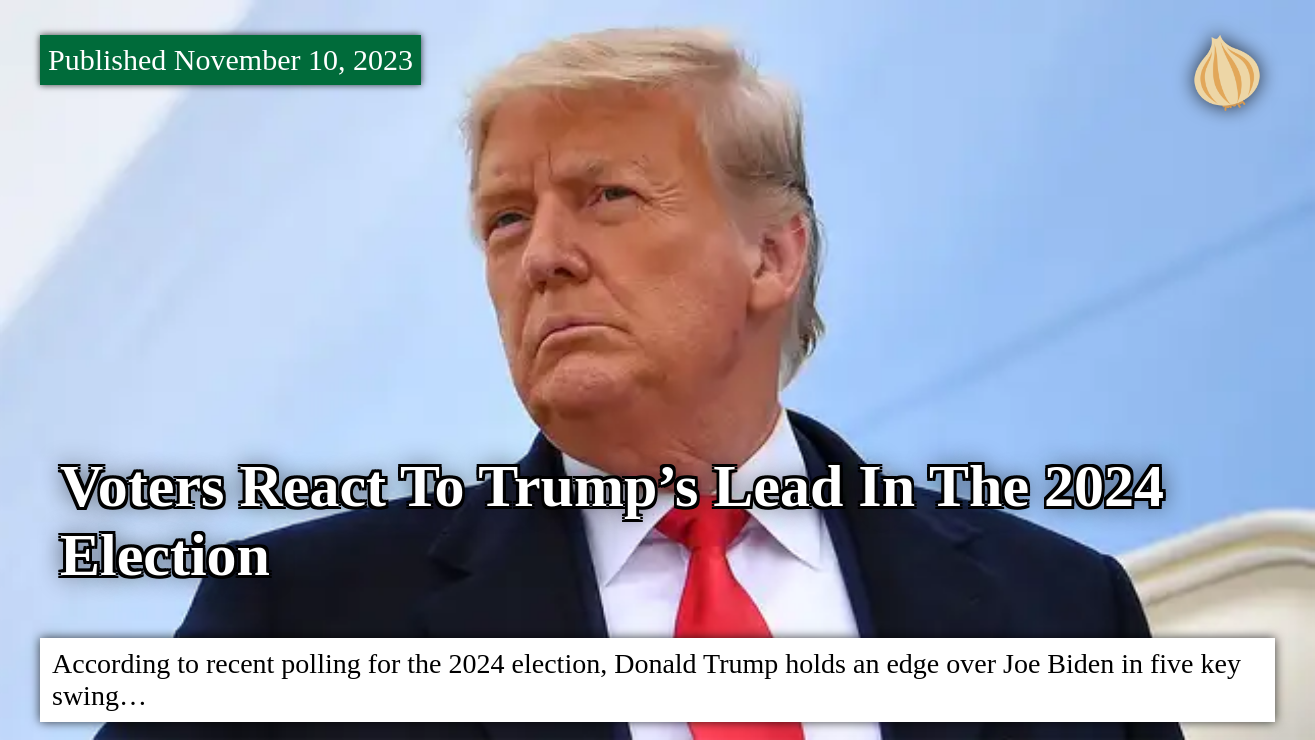 Published November 10, 2023
Voters React To Trump’s Lead In The 2024
Election
According to recent polling for the 2024 election, Donald Trump holds an edge over Joe Biden in five key
swing…